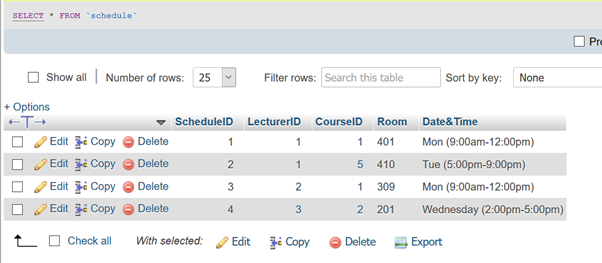 SELECT * FROM `schedule`
Pro
Show all Number of rows: 25 Filter rows: Search this table Sort by key: None
+ Options
ScheduleID LecturerID CourseID Room Date&Time
Edit Copy Delete 1 1 1 401 Mon (9:00am-12:00pm)
Edit Copy Delete 2 1 5 410 Tue (5:00pm-9:00pm)
Edit Copy Delete 3 2 1 309 Mon (9:00am-12:00pm)
Edit Copy Delete 4 3 2 201 Wednesday (2:00pm-5:00pm)
Check all With selected: Edit Copy Delete Export